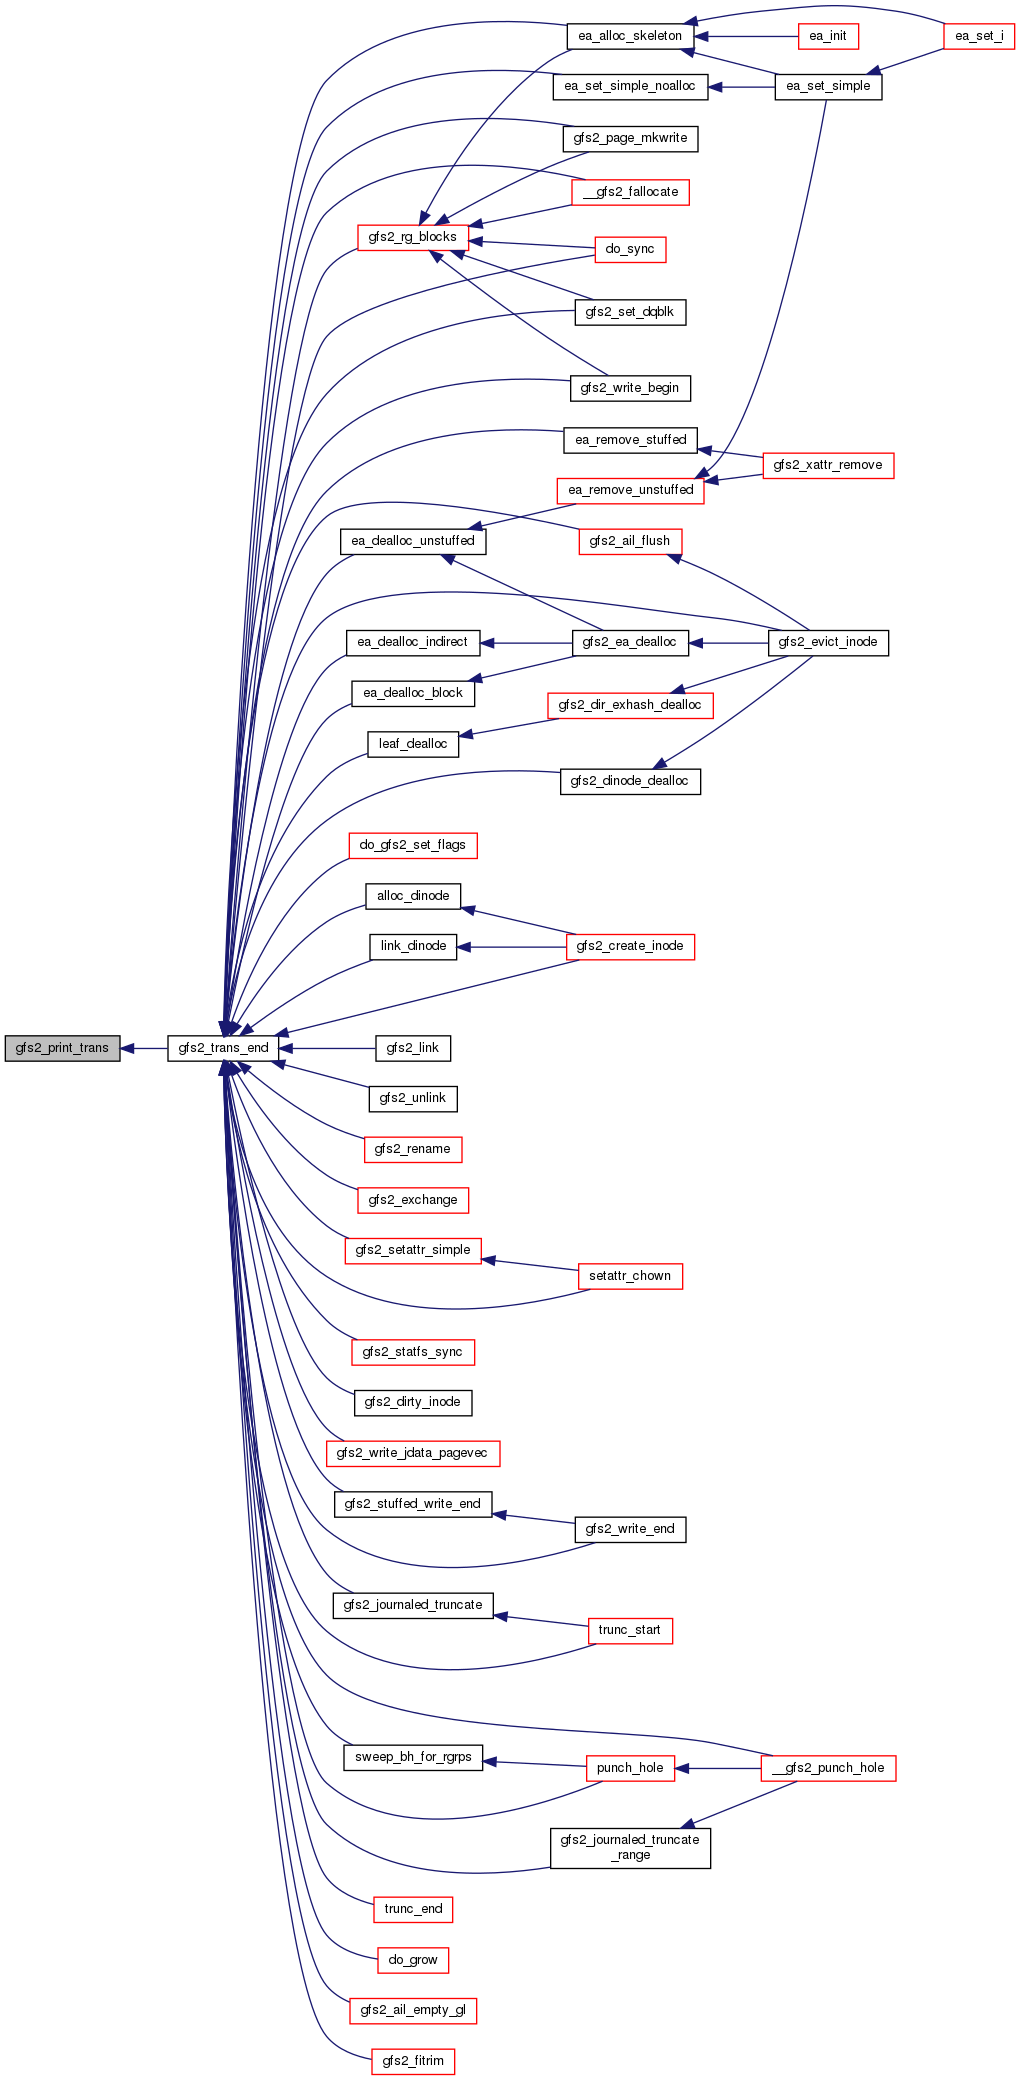 ea_alloc_skeleton
ea_init
ea_set_i
ea_set_simple_noalloc
ea_set_simple
gfs2_page_mkwrite
__gfs2_fallocate
gfs2_rg_blocks
do_sync
gfs2_set_dqblk
gfs2_write_begin
ea_remove_stuffed
gfs2_xattr_remove
ea_remove_unstuffed
ea_dealloc_unstuffed
gfs2_ail_flush
ea_dealloc_indirect
gfs2_ea_dealloc
gfs2_evict_inode
ea_dealloc_block
gfs2_dir_exhash_dealloc
leaf_dealloc
gfs2_dinode_dealloc
do_gfs2_set_flags
alloc_dinode
link_dinode
gfs2_create_inode
gfs2_print_trans
gfs2_trans_end
gfs2_link
gfs2_unlink
gfs2_rename
gfs2_exchange
gfs2_setattr_simple
setattr_chown
gfs2_statfs_sync
gfs2_dirty_inode
gfs2_write_jdata_pagevec
gfs2_stuffed_write_end
gfs2_write_end
gfs2_journaled_truncate
trunc_start
sweep_bh_for_rgrps
punch_hole
__gfs2_punch_hole
gfs2_journaled_truncate
_range
trunc_end
do_grow
gfs2_ail_empty_gl
gfs2_fitrim